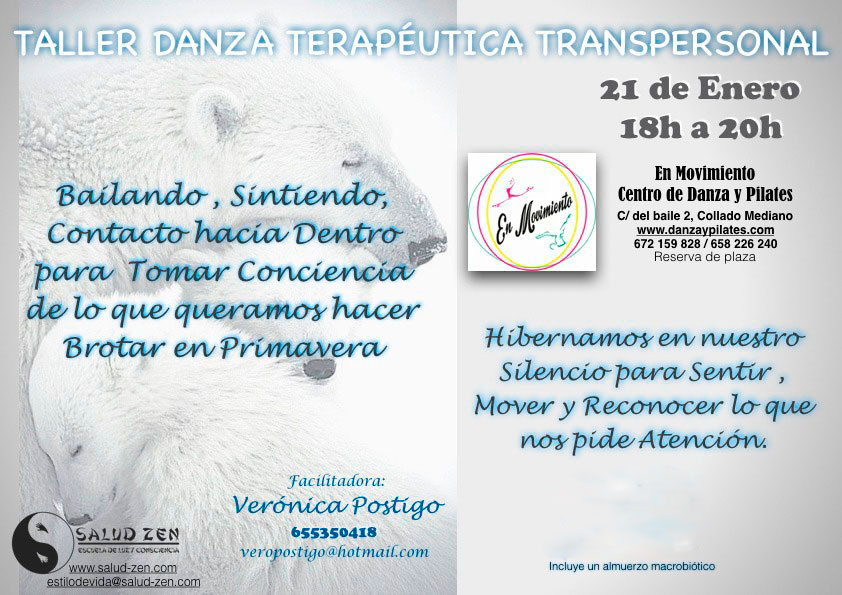 TALLER DANZA TERAPÉUTICA TRANSPERSONAL
21 de Enero
18h a 20h
En Movimiento
En Movimiento
Centro de Danza y Pilates
C/ del baile 2, Collado Mediano
www.danzaypilates.com
672 159 828 / 658 226 240
Reserva de plaza
Bailando , Sintiendo,
Contacto hacia Dentro
para Tomar Conciencia
de lo que queramos hacer
Brotar en Primavera
Hibernamos en nuestro
Silencio para Sentir ,
Mover y Reconocer lo que
nos pide Atención.
Facilitadora:
Verónica Postigo
655350418
veropostigo@hotmail.com
SALUD ZEN
ESCUELA DE LUZ Y CONSCIENCIA
www.salud-zen.com
estilodevida@salud-zen.com
Incluye un almuerzo macrobiótico